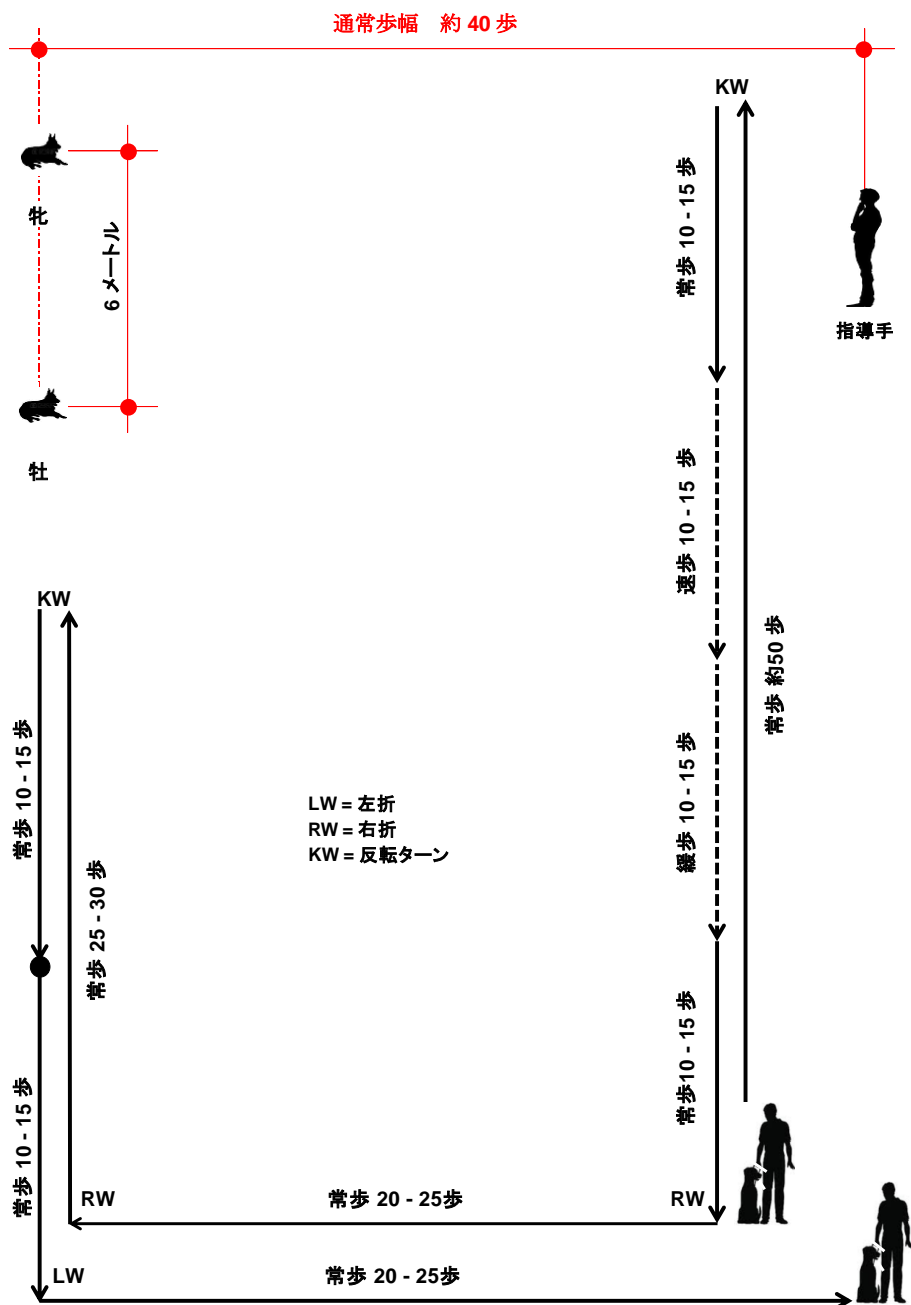 通常歩幅　約 40 歩
KW
牝
6 メートル
常歩 10 - 15 歩
指導手
牡
速歩 10 - 15 歩
KW
常歩 約50 歩
常歩 10 - 15 歩
緩歩 10 - 15 歩
LW = 左折
RW = 右折
KW = 反転ターン
常歩 25 - 30 歩
常歩10 - 15 歩
常歩 10 - 15 歩
RW
常歩 20 - 25歩
RW
LW
常歩 20 - 25歩